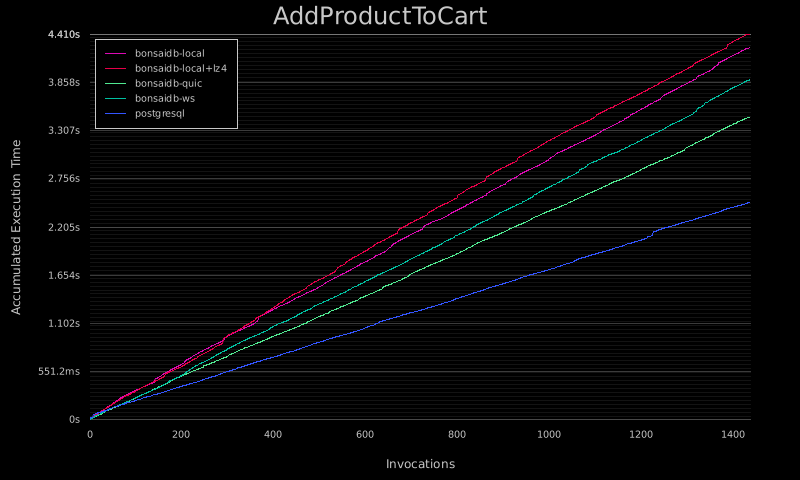 AddProductToCart
4.410s
3.858s
3.307s
2.756s
2.205s
1.654s
1.102s
551.2ms
0s
Accumulated Execution Time
bonsaidb-local
bonsaidb-local+lz4
bonsaidb-quic
bonsaidb-ws
postgresql
0 200 400 600 800 1000 1200 1400
Invocations